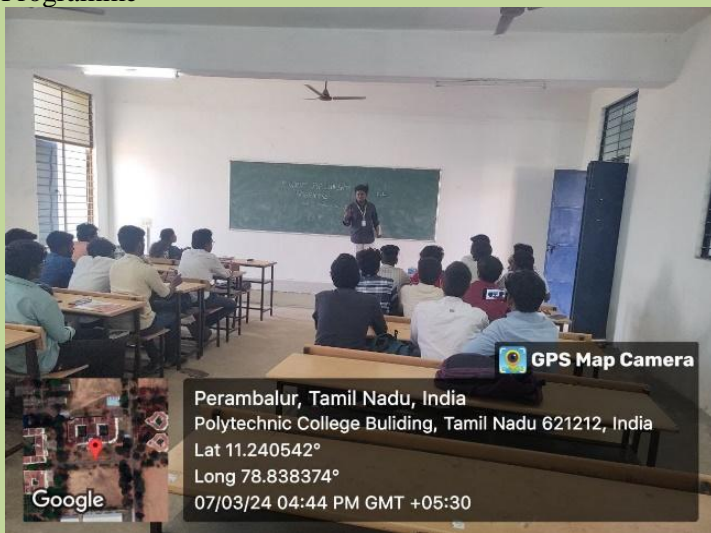 Programme
GPS Map Camera
Perambalur, Tamil Nadu, India
Polytechnic College Buliding, Tamil Nadu 621212, India
Lat 11.240542°
Long 78.838374°
07/03/24 04:44 PM GMT +05:30
Google